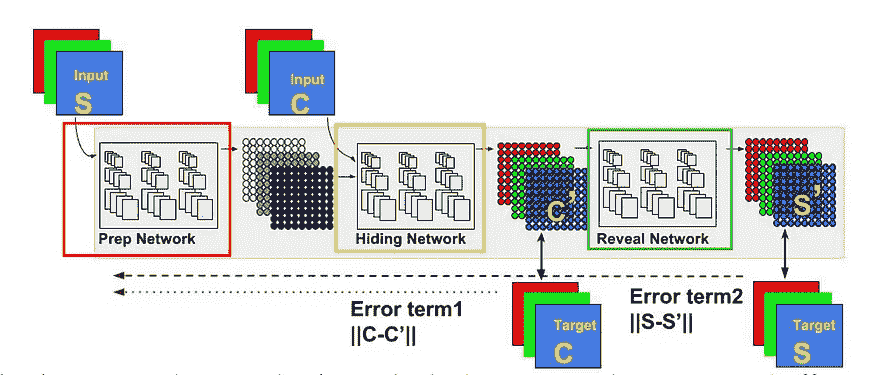 Input
S
Input
C
C'
S'
Prep Network
Hiding Network
Reveal Network
Error term1
||C-C'||
Error term2
||S-S'||
Target
C
Target
S